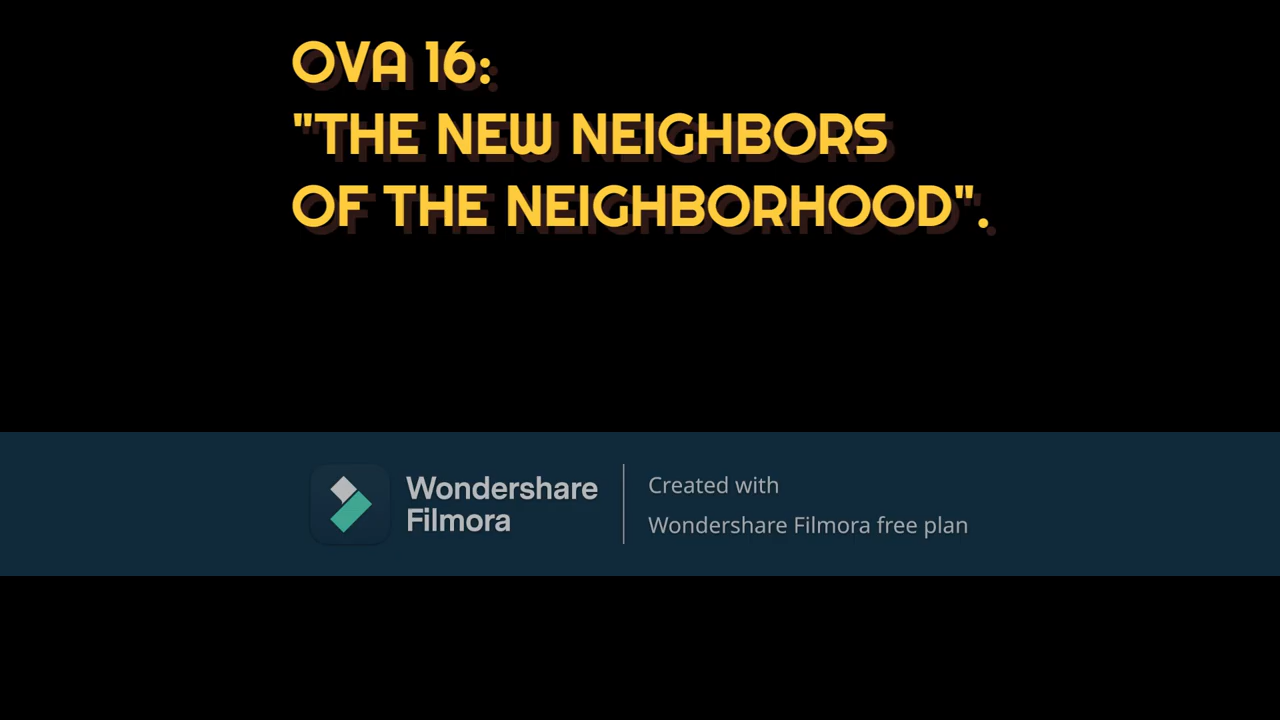 OVA 16:
"THE NEW NEIGHBORS
OF THE NEIGHBORHOOD".
Wondershare
Filmora
Created with
Wondershare Filmora free plan